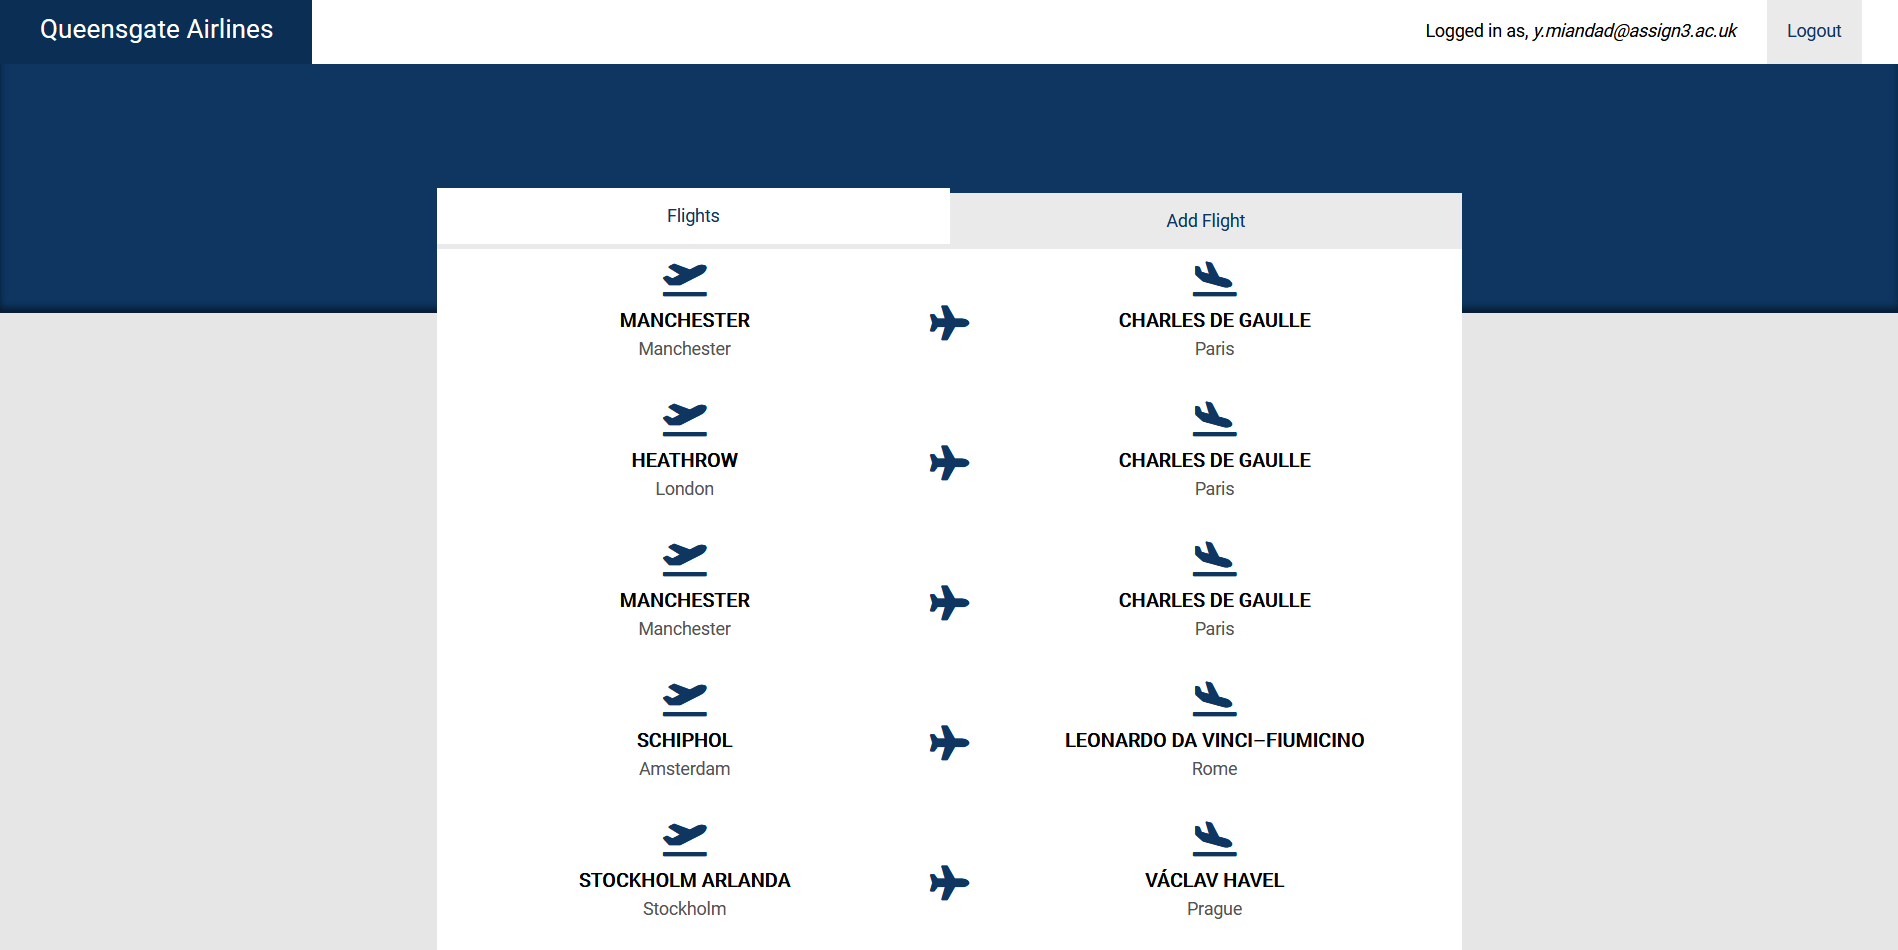 Queensgate Airlines
Logged in as, y.miandad@assign3.ac.uk
Logout
Flights
Add Flight
MANCHESTER
Manchester
CHARLES DE GAULLE
Paris
HEATHROW
London
CHARLES DE GAULLE
Paris
MANCHESTER
Manchester
CHARLES DE GAULLE
Paris
SCHIPHOL
Amsterdam
LEONARDO DA VINCI–FIUMICINO
Rome
STOCKHOLM ARLANDA
Stockholm
VÁCLAV HAVEL
Prague